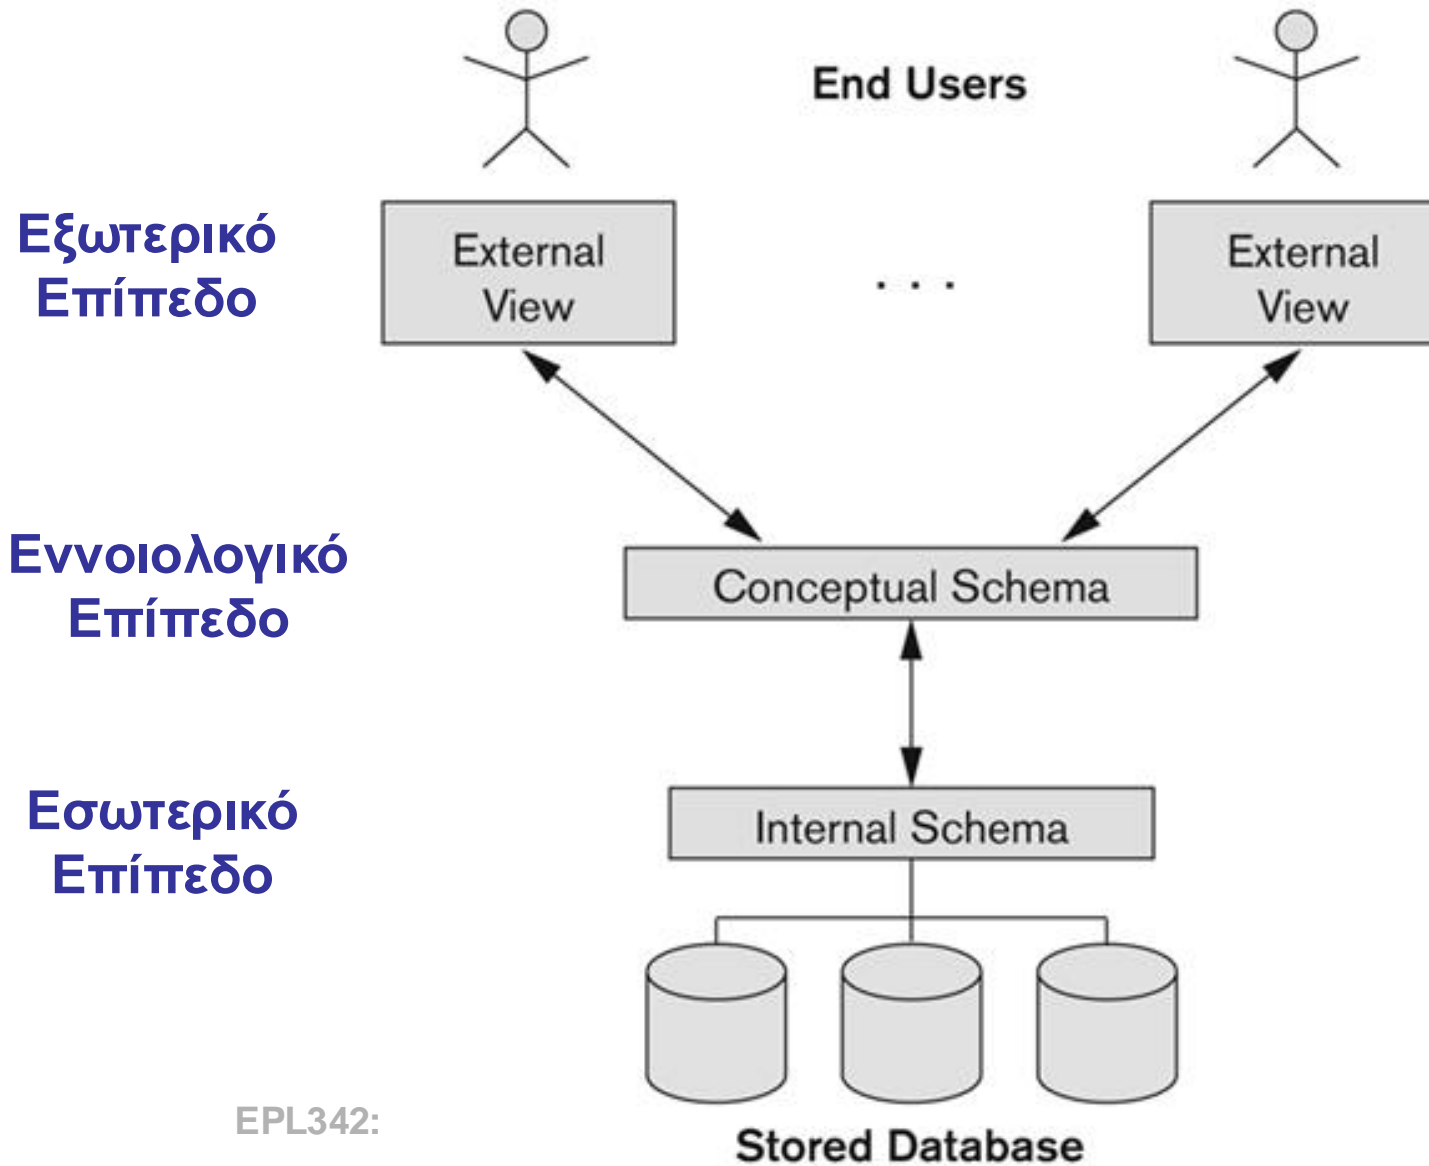 End Users
Εξωτερικό
Επίπεδο
External
View
. . .
External
View
Εννοιολογικό
Επίπεδο
Conceptual Schema
Εσωτερικό
Επίπεδο
Internal Schema
EPL342:
Stored Database